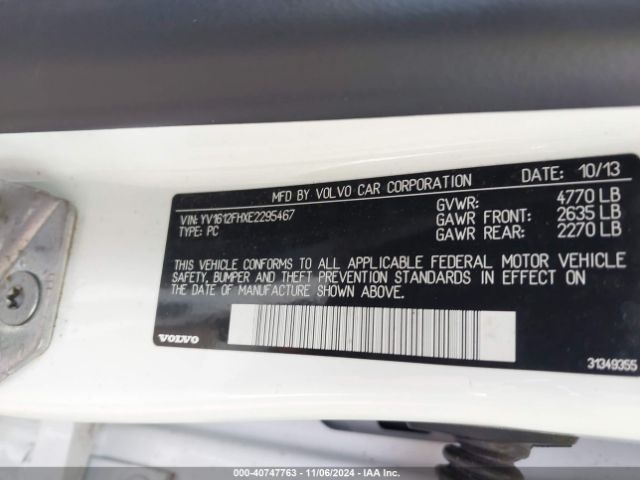 MFD BY VOLVO CAR CORPORATION DATE: 10/13
VIN: YV1612FHXE2295467
TYPE: PC
GVWR: 4770 LB
GAWR FRONT: 2635 LB
GAWR REAR: 2270 LB
THIS VEHICLE CONFORMS TO ALL APPLICABLE FEDERAL MOTOR VEHICLE
SAFETY, BUMPER AND THEFT PREVENTION STANDARDS IN EFFECT ON
THE DATE OF MANUFACTURE SHOWN ABOVE.
VOLVO
31349355
000-40747763 - 11/06/2024 - IAA Inc.